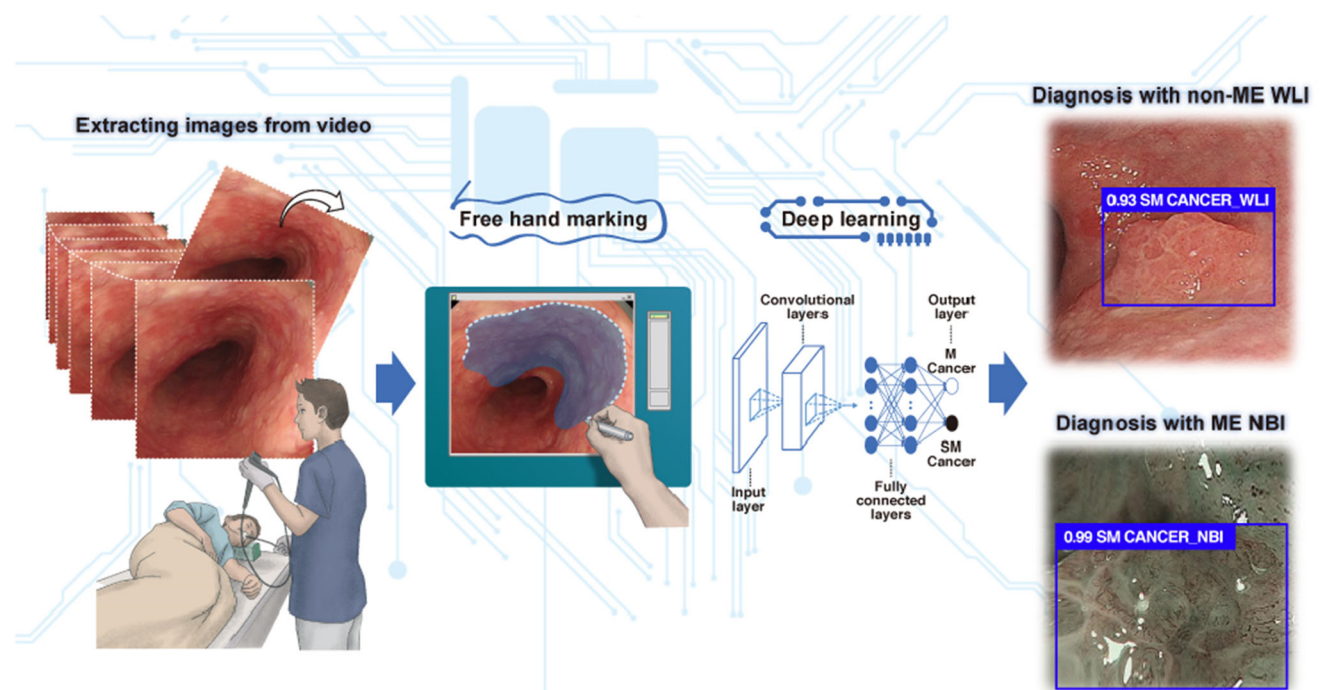 Extracting images from video
Free hand marking
Deep learning
Convolutional
layers
Output
layer
M
Cancer
SM
Cancer
Input
layer
Fully
connected
layers
Diagnosis with non-ME WLI
0.93 SM CANCER_WLI
Diagnosis with ME NBI
0.99 SM CANCER_NBI